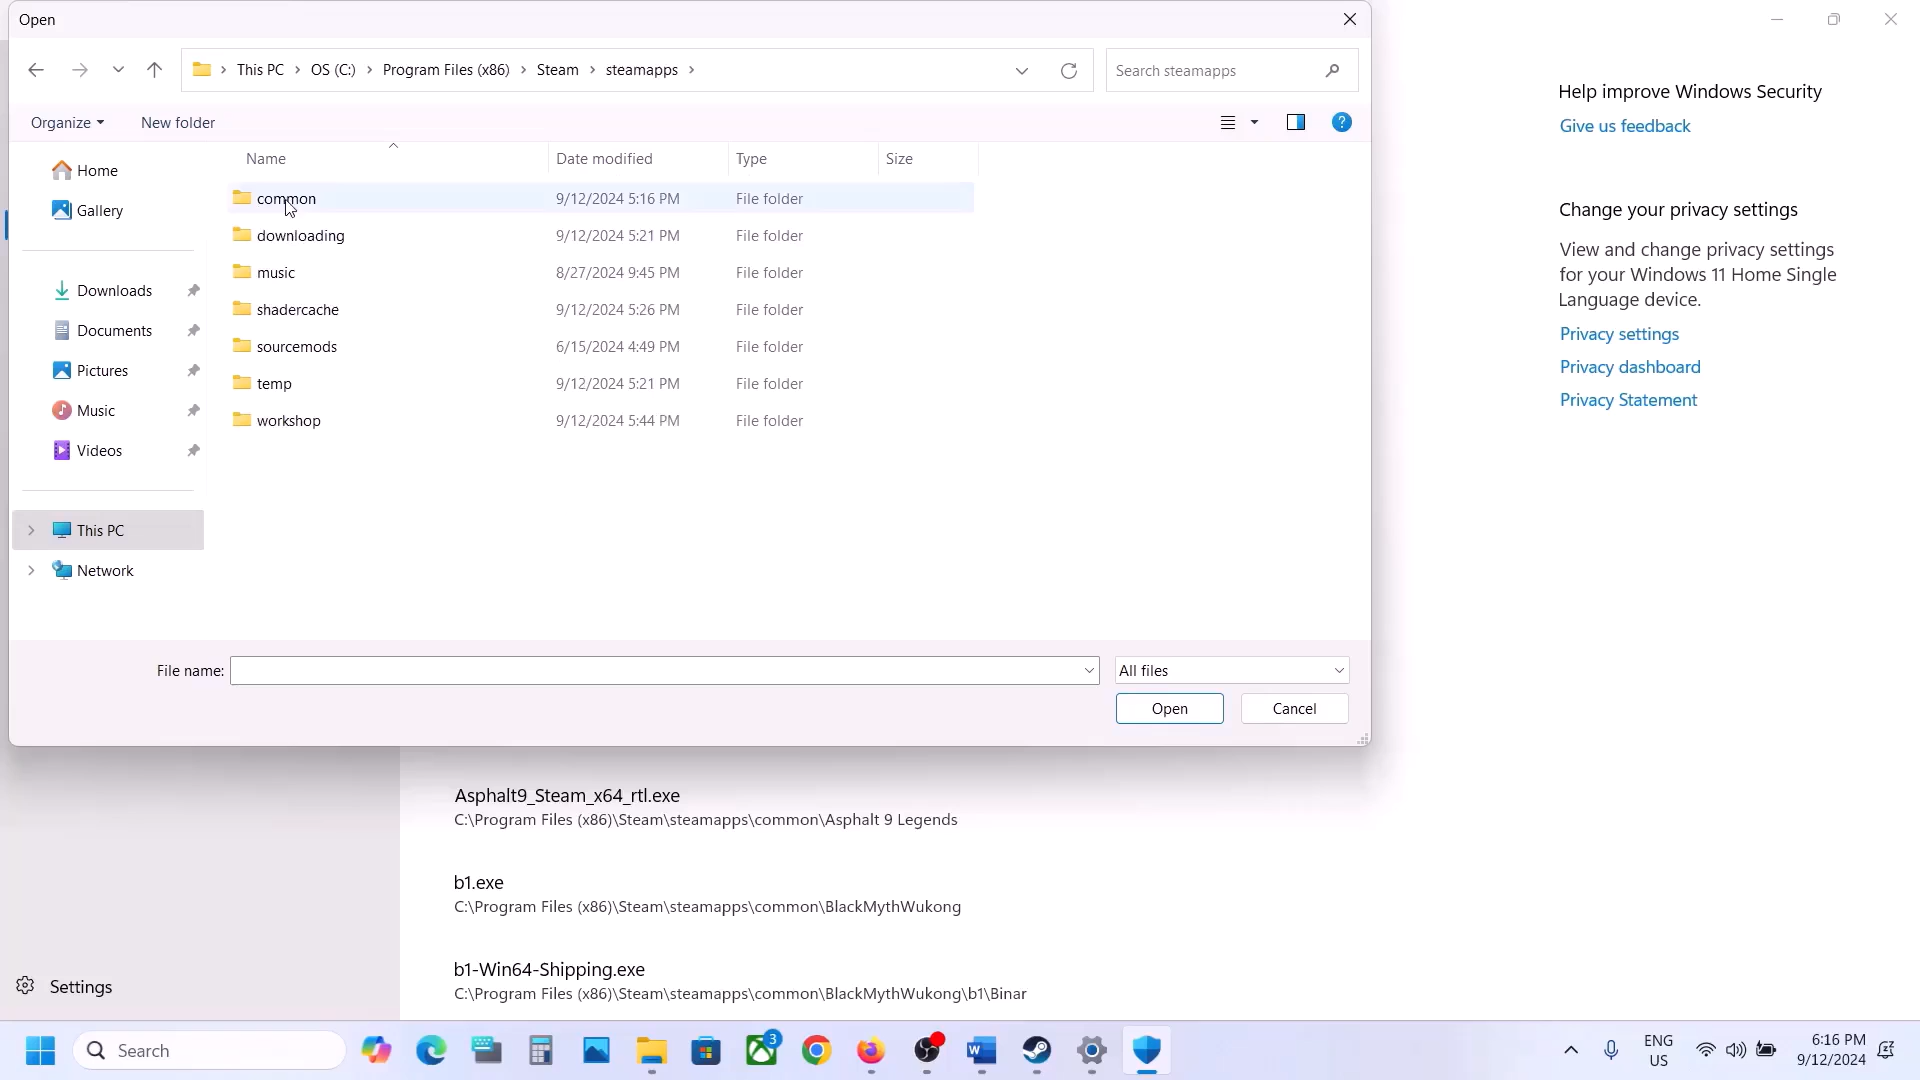 Open
This PC > OS (C:) > Program Files (x86) > Steam > steamapps >
Search steamapps
Organize
New folder
Name
Date modified
Type
Size
Home
Gallery
Downloads
Documents
Pictures
Music
Videos
This PC
Network
common 9/12/2024 5:16 PM File folder
downloading 9/12/2024 5:21 PM File folder
music 8/27/2024 9:45 PM File folder
shadercache 9/12/2024 5:26 PM File folder
sourcemods 6/15/2024 4:49 PM File folder
temp 9/12/2024 5:21 PM File folder
workshop 9/12/2024 5:44 PM File folder
File name:
All files
Open
Cancel
Help improve Windows Security
Give us feedback
Change your privacy settings
View and change privacy settings
for your Windows 11 Home Single
Language device.
Privacy settings
Privacy dashboard
Privacy Statement
Asphalt9_Steam_x64_rtl.exe
C:\Program Files (x86)\Steam\steamapps\common\Asphalt 9 Legends
b1.exe
C:\Program Files (x86)\Steam\steamapps\common\BlackMythWukong
b1-Win64-Shipping.exe
C:\Program Files (x86)\Steam\steamapps\common\BlackMythWukong\b1\Binar
Settings
Search
3
ENG
US
6:16 PM
9/12/2024